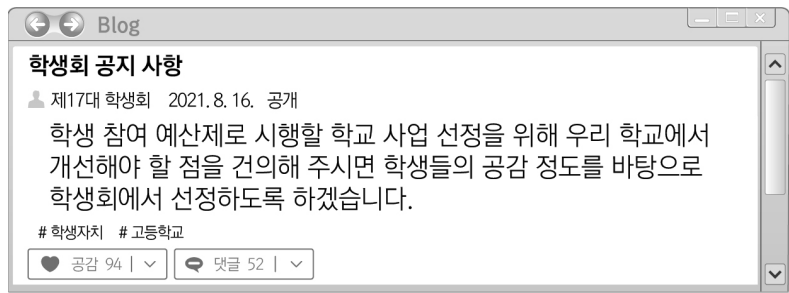 Blog
학생회 공지 사항
제17대 학생회 2021. 8. 16. 공개
학생 참여 예산제로 시행할 학교 사업 선정을 위해 우리 학교에서
개선해야 할 점을 건의해 주시면 학생들의 공감 정도를 바탕으로
학생회에서 선정하도록 하겠습니다.
# 학생자치 # 고등학교
공감 94 | 댓글 52 |